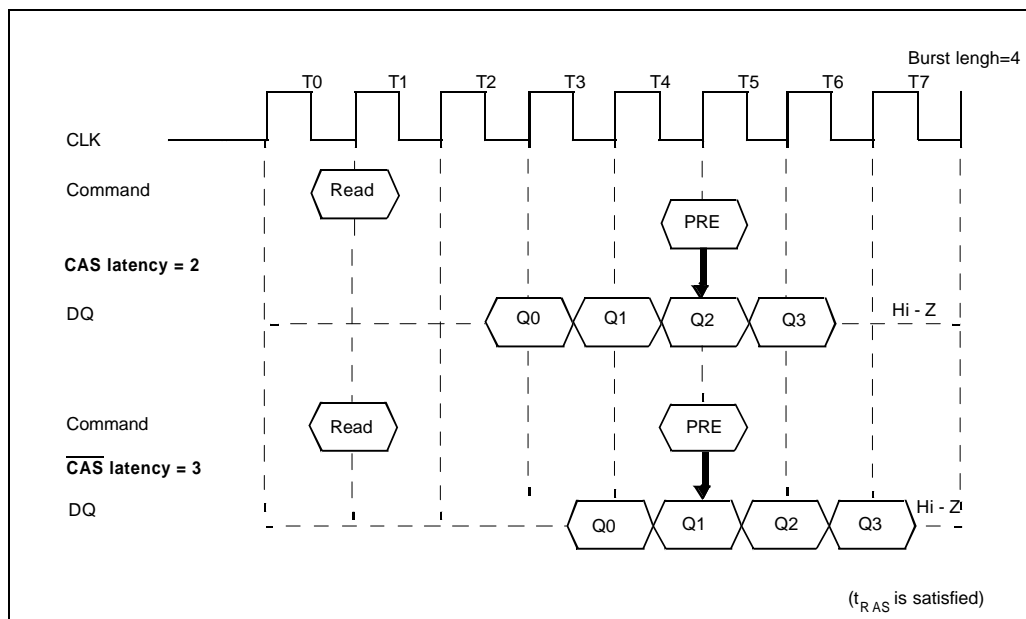 Burst lengh=4
T0 T1 T2 T3 T4 T5 T6 T7
CLK
Command Read
PRE
CAS latency = 2
DQ Q0 Q1 Q2 Q3 Hi - Z
Command Read PRE
CAS latency = 3
DQ Q0 Q1 Q2 Q3 Hi - Z
(tRAS is satisfied)